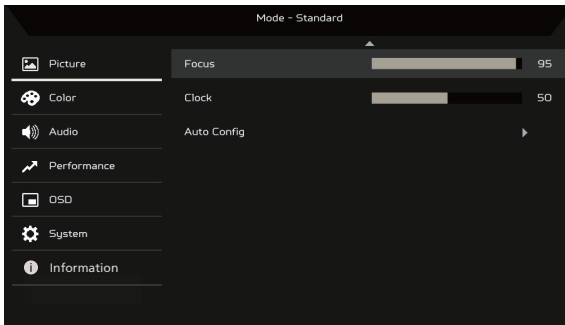 Mode - Standard
Picture
Focus 95
Color
Clock 50
Audio
Auto Config
Performance
OSD
System
Information